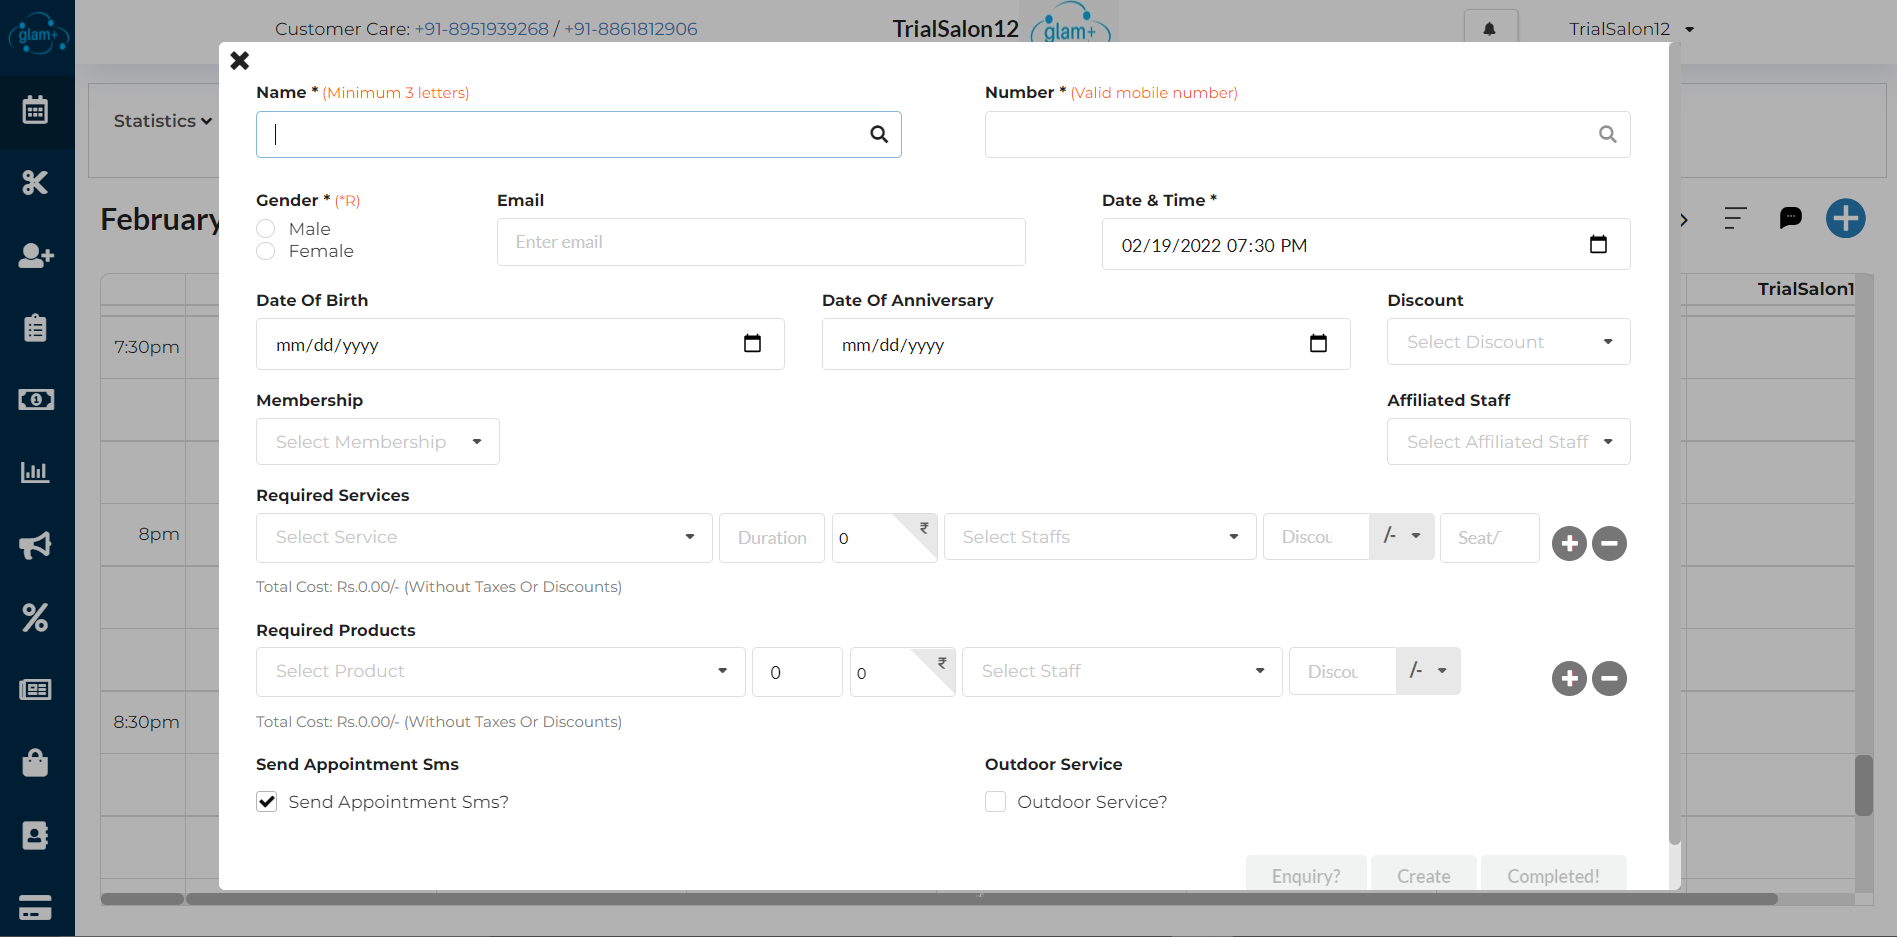 glam+
Customer Care: +91-8951939268 / +91-8861812906
TrialSalon12
glam+
TrialSalon12
Statistics
February
Name * (Minimum 3 letters)
Number * (Valid mobile number)
Gender * (*R)
Male
Female
Email
Enter email
Date & Time *
02/19/2022 07:30 PM
Date Of Birth
mm/dd/yyyy
Date Of Anniversary
mm/dd/yyyy
Discount
Select Discount
TrialSalon1
7:30pm
Membership
Select Membership
Affiliated Staff
Select Affiliated Staff
Required Services
8pm
Select Service
Duration
0
₹
Select Staffs
Discou
/-
Seat/
Total Cost: Rs.0.00/- (Without Taxes Or Discounts)
Required Products
Select Product
0
0
₹
Select Staff
Discou
/-
8:30pm
Total Cost: Rs.0.00/- (Without Taxes Or Discounts)
Send Appointment Sms
Send Appointment Sms?
Outdoor Service
Outdoor Service?
Enquiry?
Create
Completed!